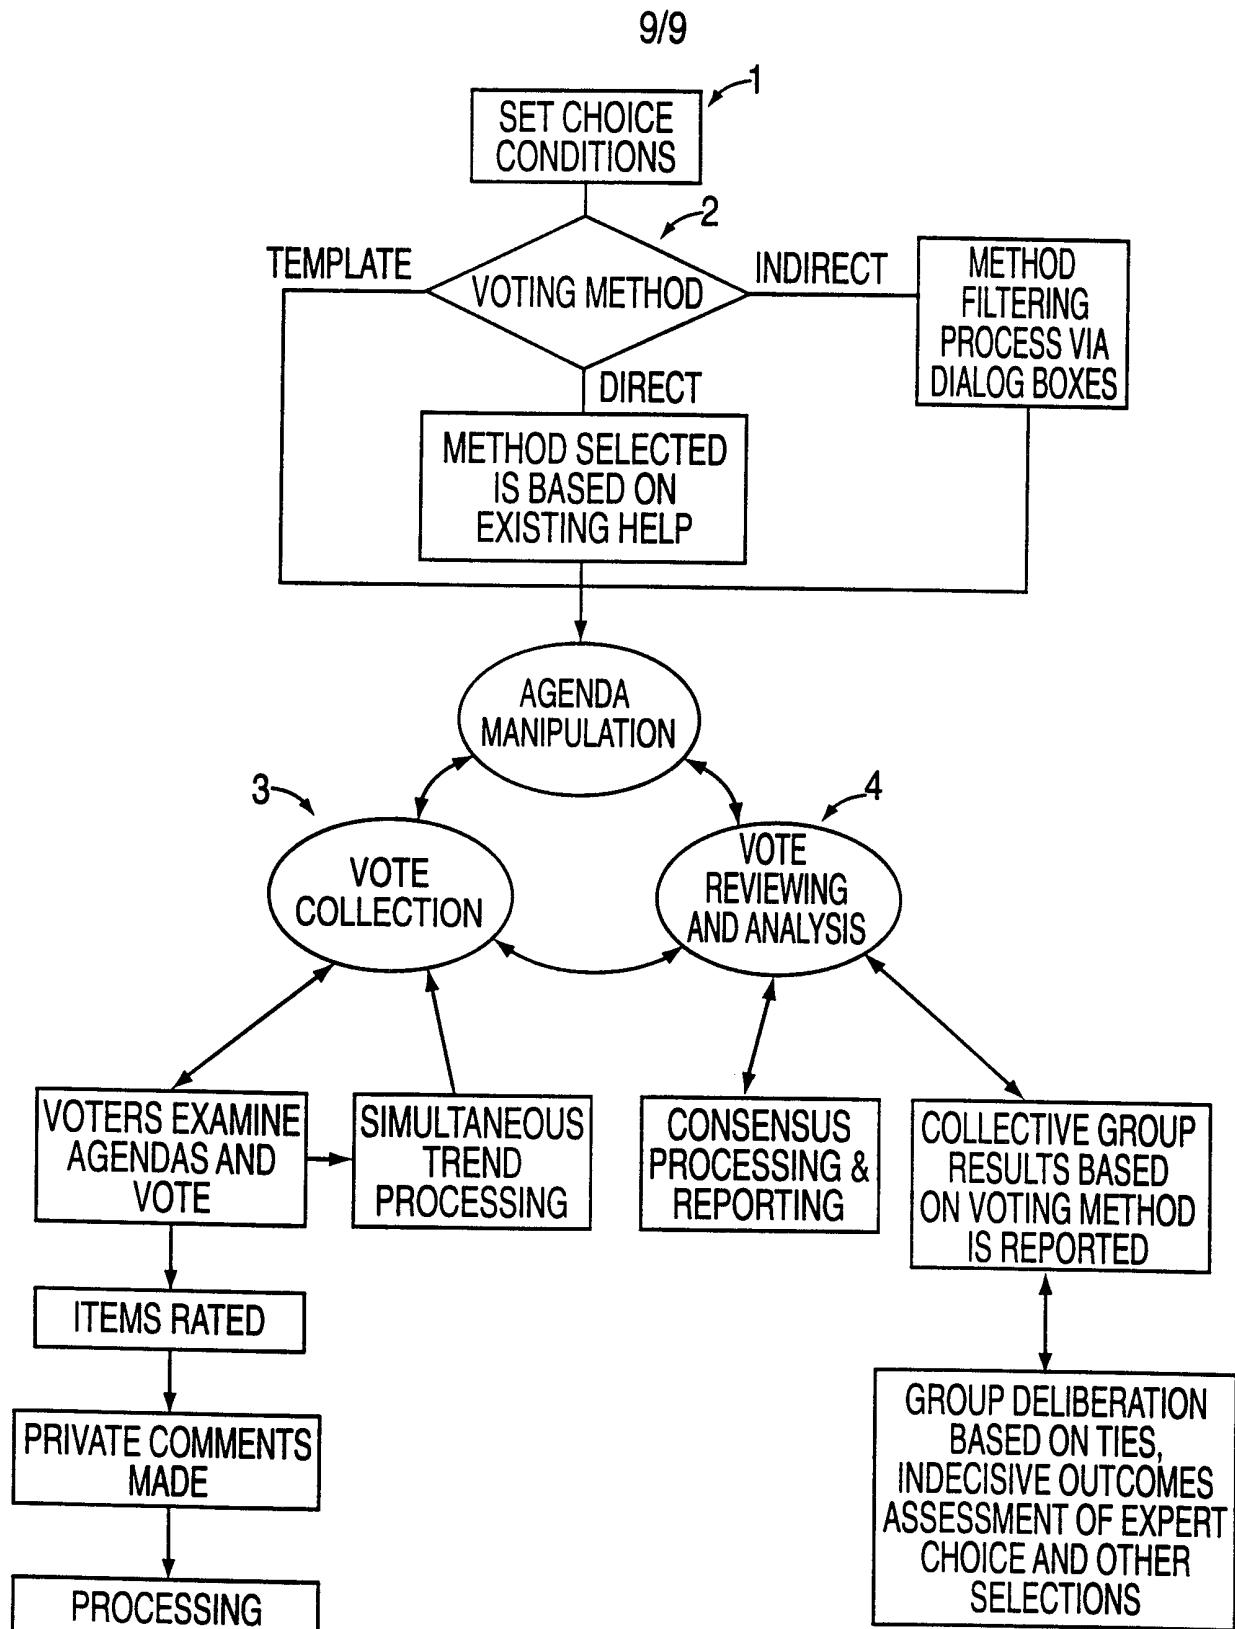 9/9
1
SET CHOICE
CONDITIONS
2
TEMPLATE
VOTING METHOD
INDIRECT
METHOD
FILTERING
PROCESS VIA
DIALOG BOXES
DIRECT
METHOD SELECTED
IS BASED ON
EXISTING HELP
AGENDA
MANIPULATION
3
VOTE
COLLECTION
4
VOTE
REVIEWING
AND ANALYSIS
VOTERS EXAMINE
AGENDAS AND
VOTE
SIMULTANEOUS
TREND
PROCESSING
CONSENSUS
PROCESSING &
REPORTING
COLLECTIVE GROUP
RESULTS BASED
ON VOTING METHOD
IS REPORTED
ITEMS RATED
PRIVATE COMMENTS
MADE
PROCESSING
GROUP DELIBERATION
BASED ON TIES,
INDECISIVE OUTCOMES
ASSESSMENT OF EXPERT
CHOICE AND OTHER
SELECTIONS